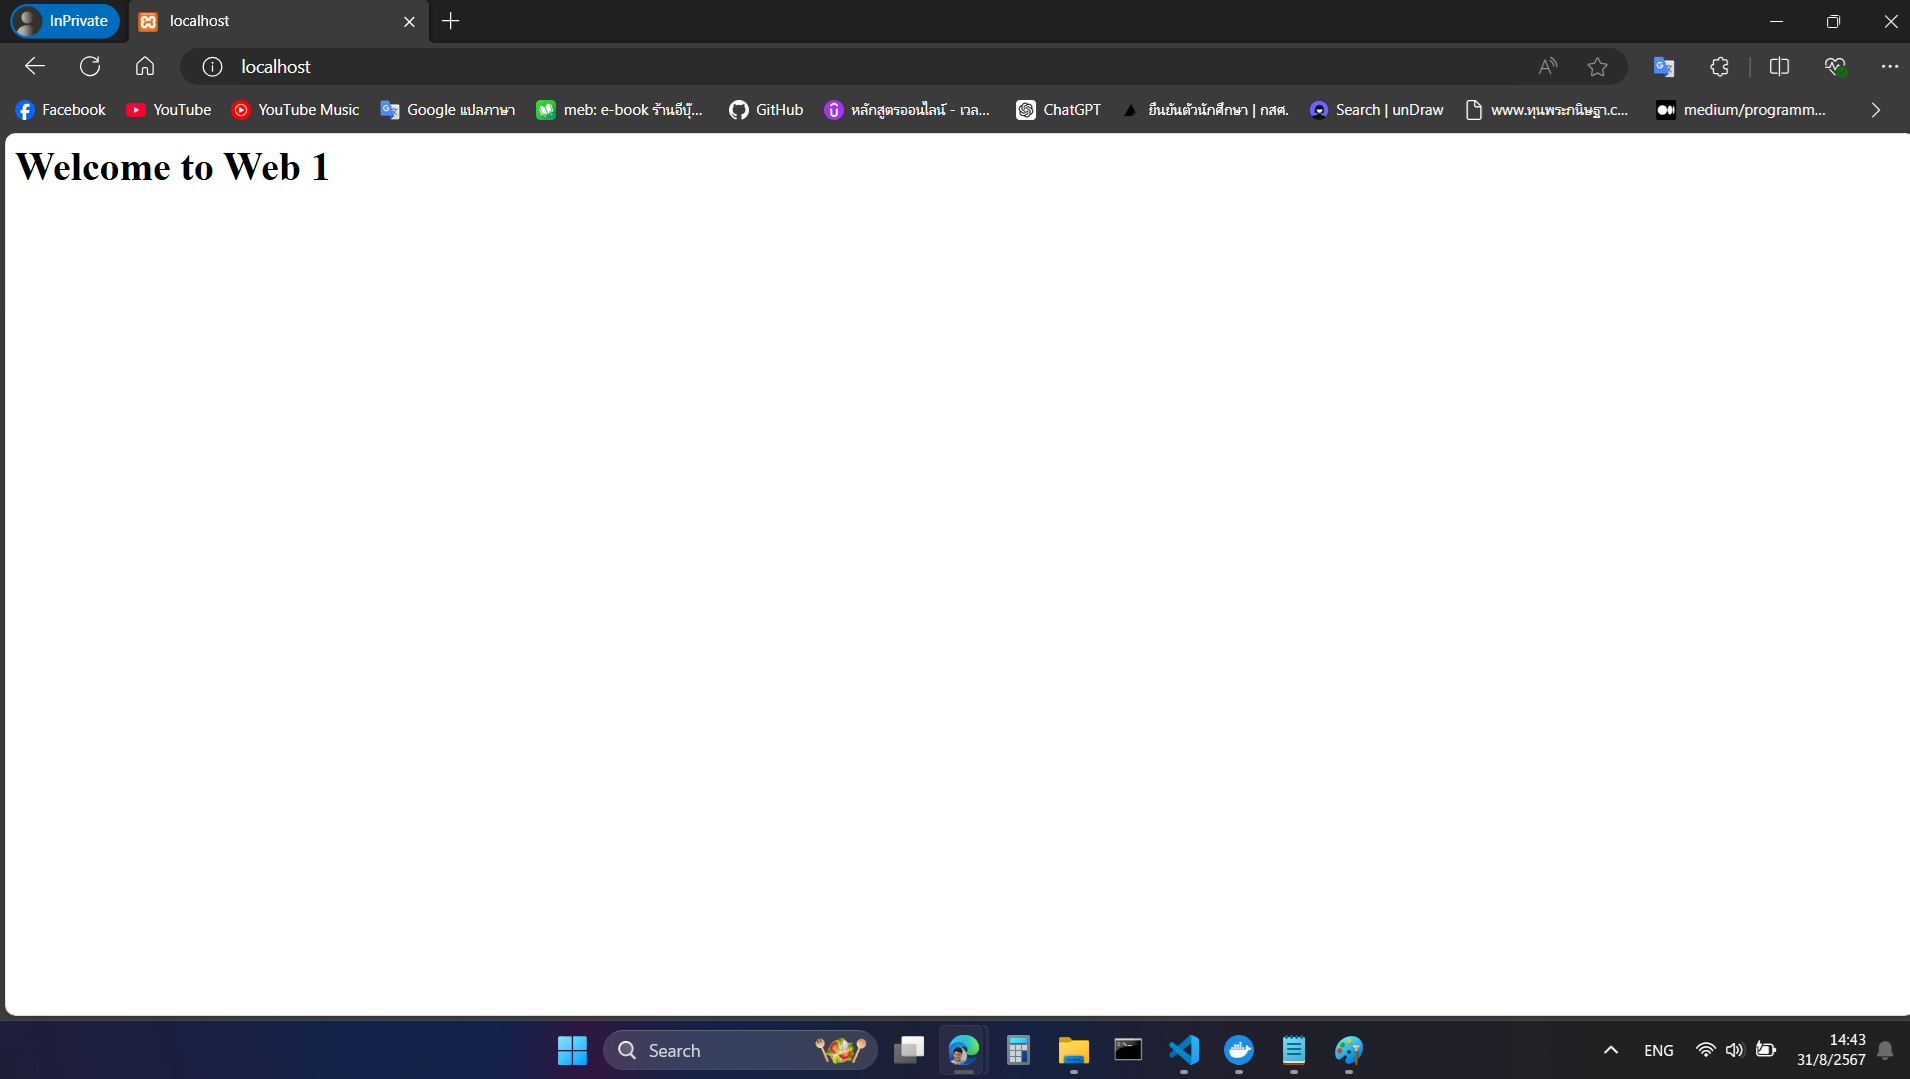 InPrivate localhost
localhost
Facebook YouTube YouTube Music Google แปลภาษา meb: e-book ร้านอีบุ๊... GitHub หลักสูตรออนไลน์ - เวล... ChatGPT ยืนยันตัวนักศึกษา | กสศ. Search | unDraw www.ทุนพระกนิษฐา.c... medium/programm...
Welcome to Web 1
Search ENG 14:43
31/8/2567